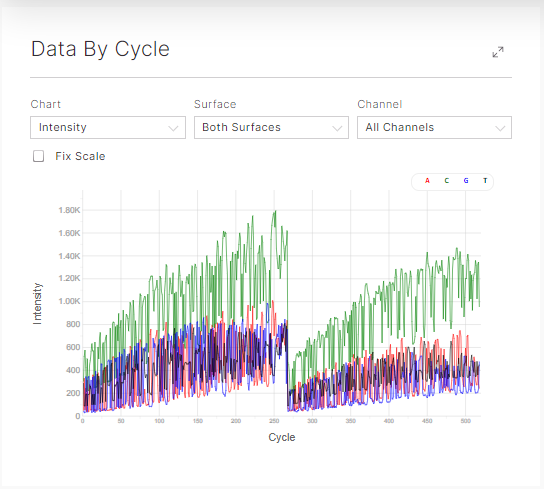 Data By Cycle
Chart Surface Channel
Intensity Both Surfaces All Channels
Fix Scale
A C G T
1.80K
1.60K
1.40K
1.20K
1.00K
800
600
400
200
0
Intensity
0 50 100 150 200 250 300 350 400 450 500
Cycle